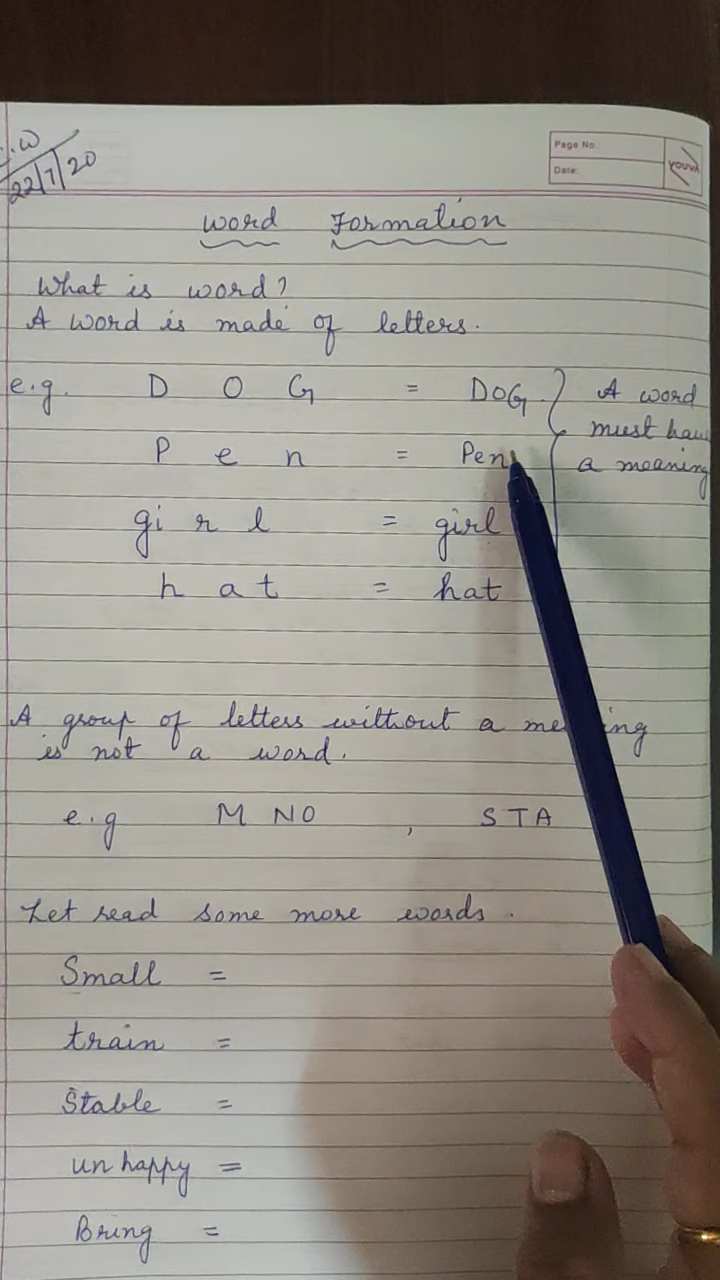 .W
22/7/20
Page No
Date:
YOUVA
Word Formation
What is word?
A word is made of letters.
e.g. D O G = DOG A word
must hav
P e n = Pen a meaning
gi r l = girl
h a t = hat
A group of letters without a me ing
is not a word.
e.g M NO , STA
Let read some more words.
Small =
train =
Stable =
un happy =
Bring =